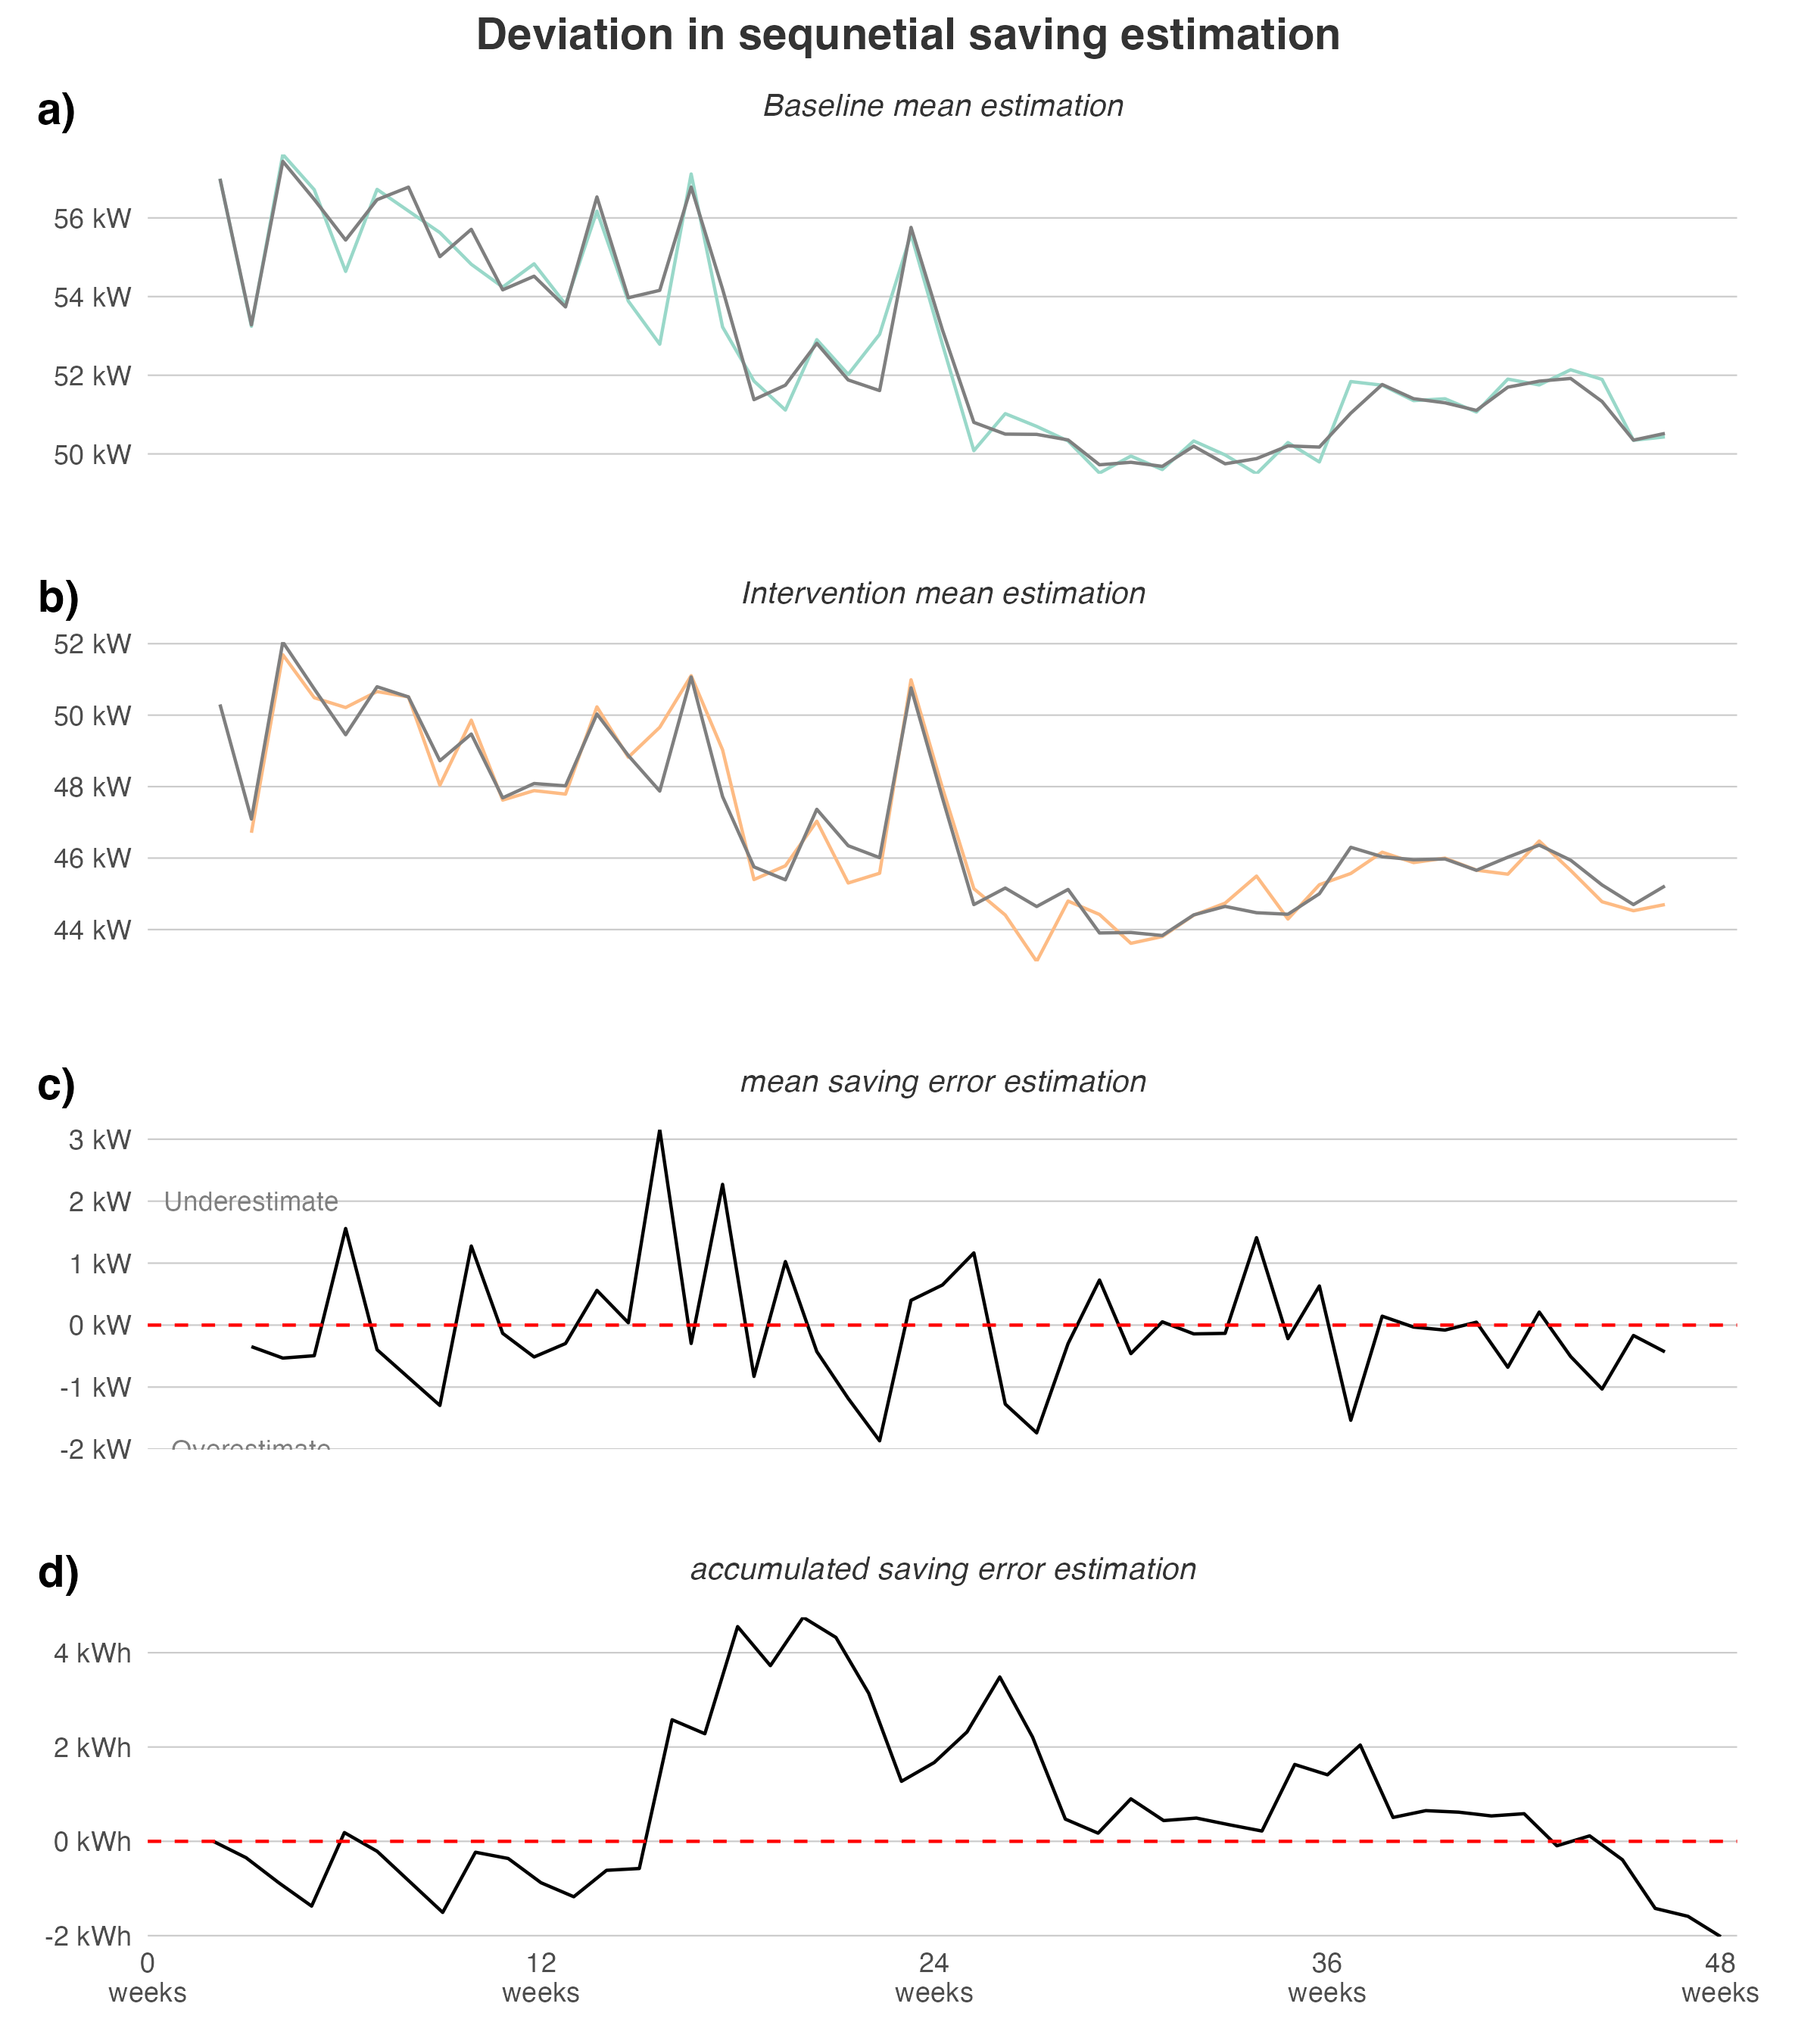 Deviation in sequnetial saving estimation
a)
Baseline mean estimation
56 kW
54 kW
52 kW
50 kW
b)
Intervention mean estimation
52 kW
50 kW
48 kW
46 kW
44 kW
c)
mean saving error estimation
3 kW
2 kW
Underestimate
1 kW
0 kW
-1 kW
-2 kW
Overestimate
d)
accumulated saving error estimation
4 kWh
2 kWh
0 kWh
-2 kWh
0 12 24 36 48
weeks weeks weeks weeks weeks